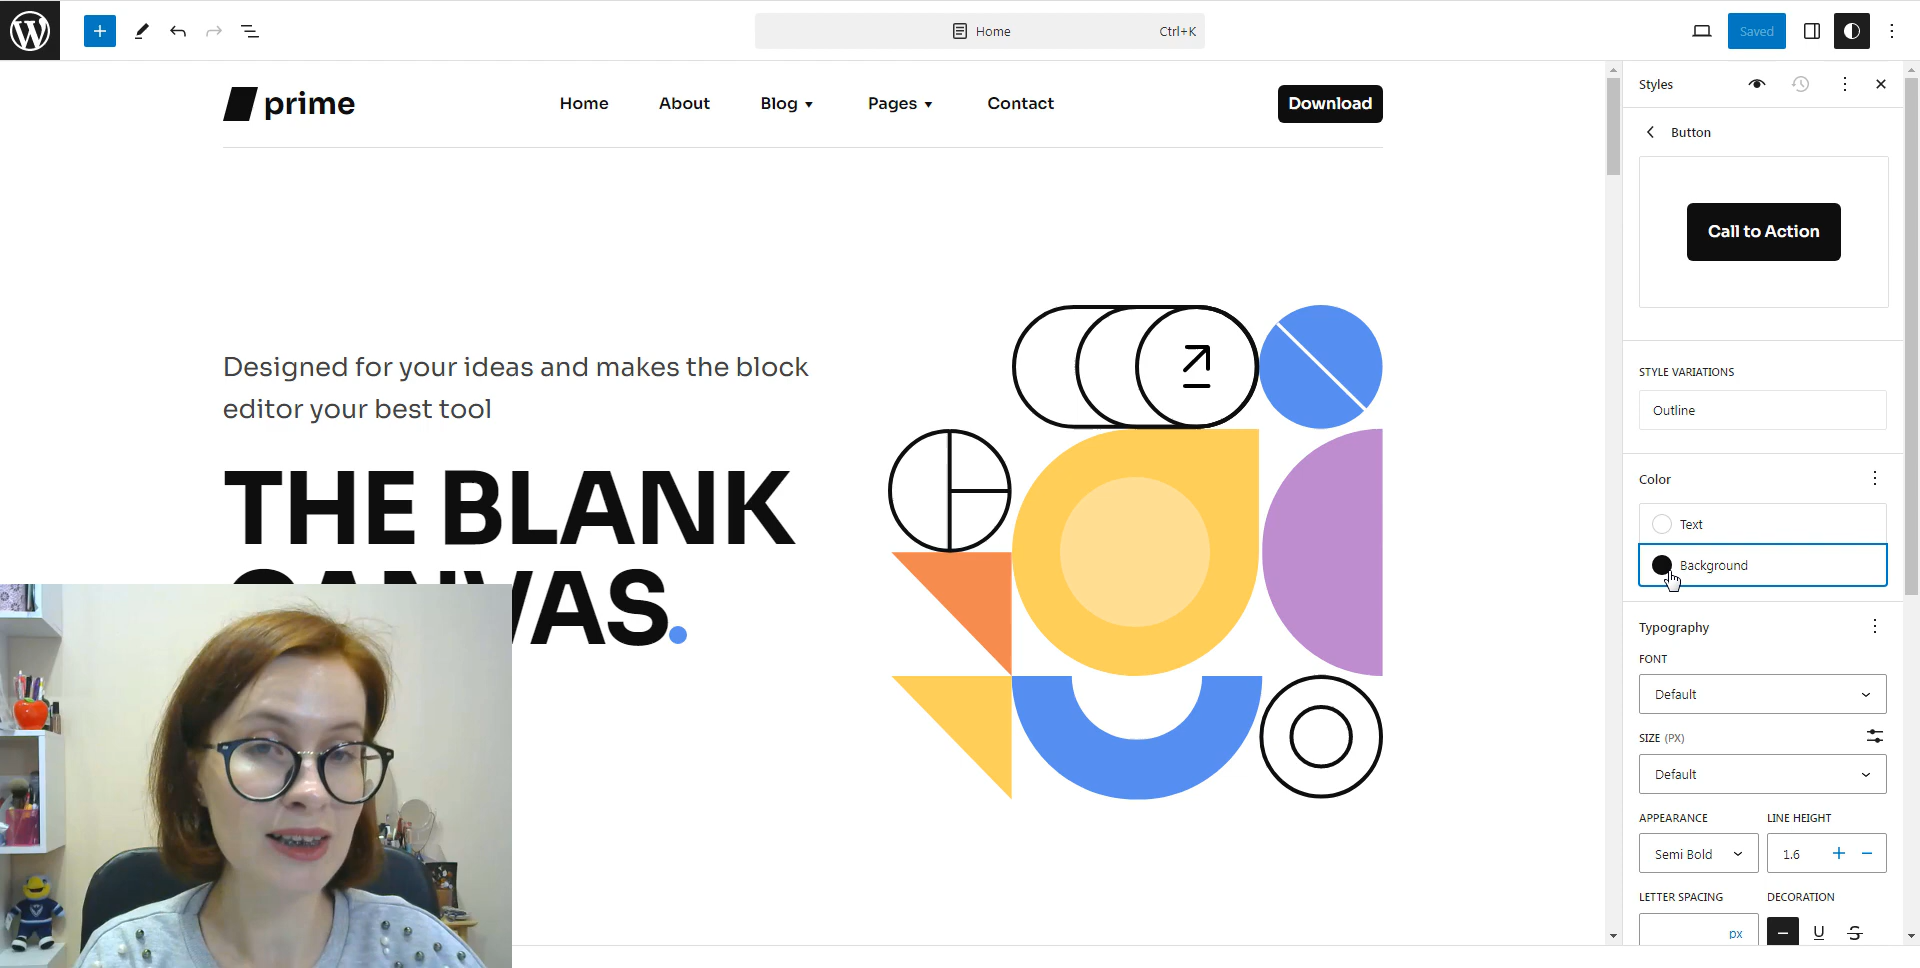 Home
Ctrl+K
Saved
prime
Home
About
Blog
Pages
Contact
Download
Designed for your ideas and makes the block
editor your best tool
THE BLANK
CANVAS.
Styles
Button
Call to Action
STYLE VARIATIONS
Outline
Color
Text
Background
Typography
FONT
Default
SIZE (PX)
Default
APPEARANCE
LINE HEIGHT
Semi Bold
1.6
LETTER SPACING
DECORATION
px